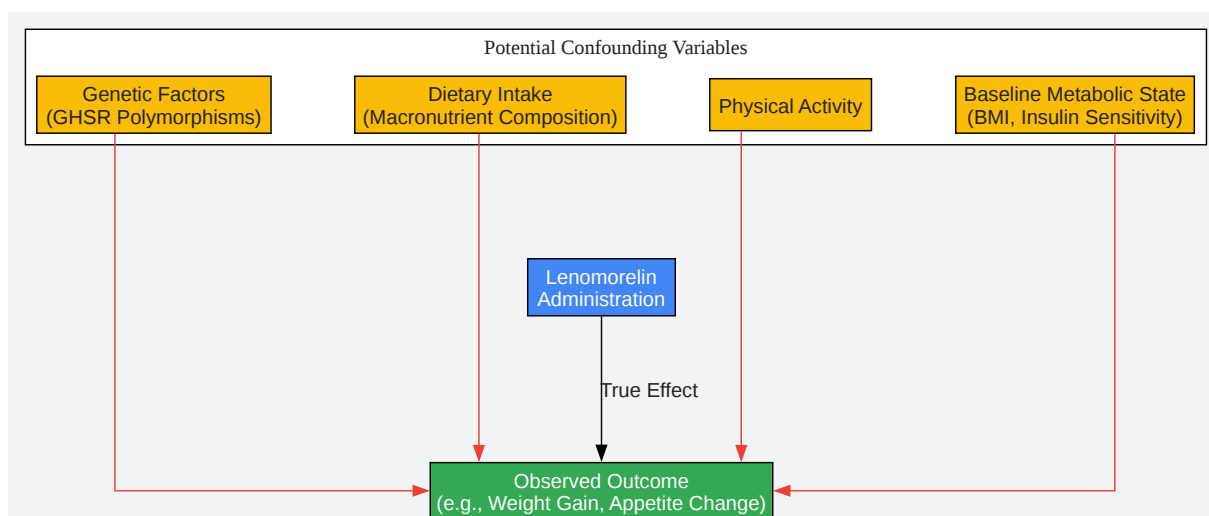 Potential Confounding Variables
Genetic Factors
(GHSR Polymorphisms)
Dietary Intake
(Macronutrient Composition)
Physical Activity
Baseline Metabolic State
(BMI, Insulin Sensitivity)
Lenomorelin
Administration
True Effect
Observed Outcome
(e.g., Weight Gain, Appetite Change)